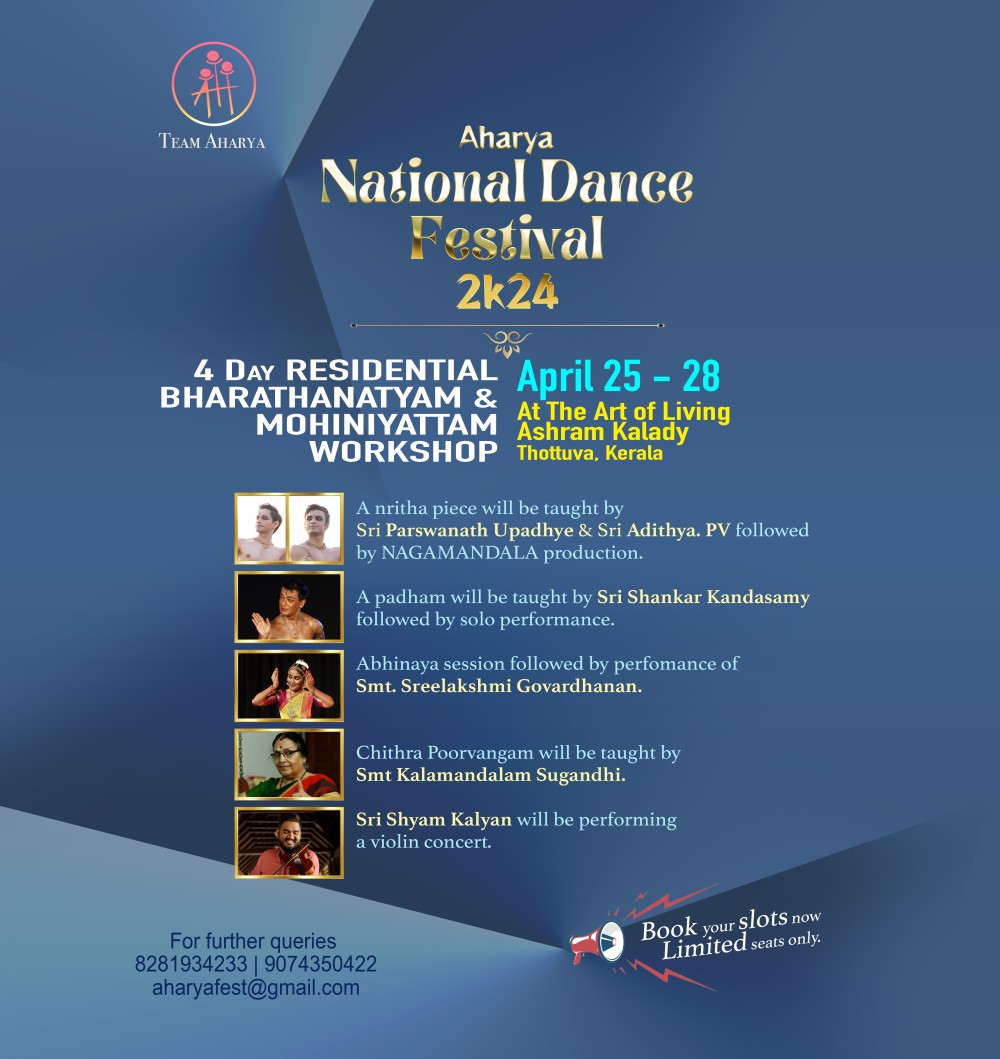 TEAM AHARYA
Aharya
National Dance
Festival
2k24
4 DAY RESIDENTIAL
BHARATHANATYAM &
MOHINIYATTAM
WORKSHOP
April 25 – 28
At The Art of Living
Ashram Kalady
Thottuva, Kerala
A nritha piece will be taught by
Sri Parswanath Upadhye & Sri Adithya. PV followed
by NAGAMANDALA production.
A padham will be taught by Sri Shankar Kandasamy
followed by solo performance.
Abhinaya session followed by perfomance of
Smt. Sreelakshmi Govardhanan.
Chithra Poorvangam will be taught by
Smt Kalamandalam Sugandhi.
Sri Shyam Kalyan will be performing
a violin concert.
Book your slots now
Limited seats only.
For further queries
8281934233 | 9074350422
aharyafest@gmail.com